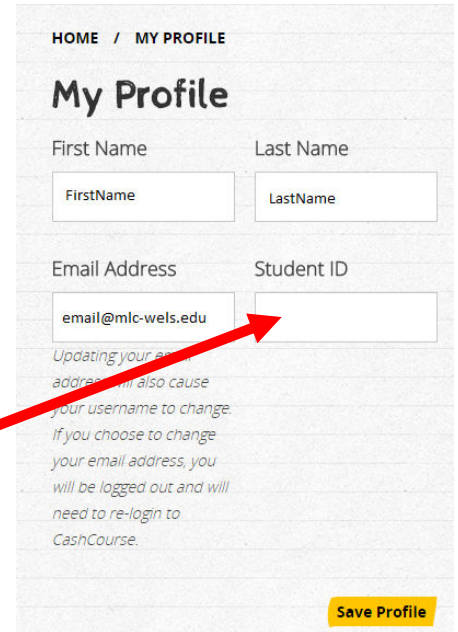 HOME / MY PROFILE
My Profile
First Name Last Name
FirstName LastName
Email Address Student ID
email@mlc-wels.edu
Updating your email
address will also cause
your username to change.
If you choose to change
your email address, you
will be logged out and will
need to re-login to
CashCourse.
Save Profile